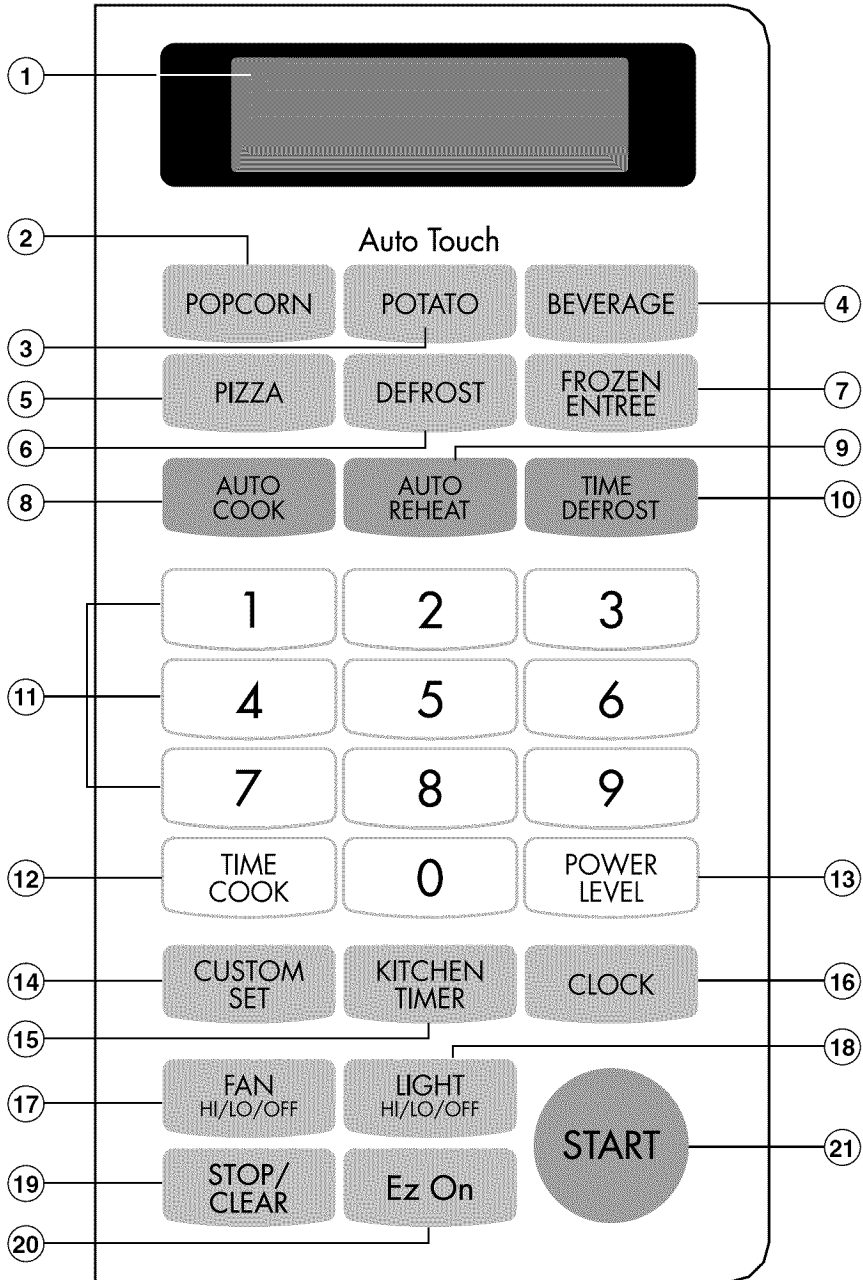 1
2
Auto Touch
POPCORN
POTATO
BEVERAGE
4
3
5
PIZZA
DEFROST
FROZEN
ENTREE
7
6
9
8
AUTO
COOK
AUTO
REHEAT
TIME
DEFROST
10
1
2
3
11
4
5
6
7
8
9
12
TIME
COOK
0
POWER
LEVEL
13
14
CUSTOM
SET
KITCHEN
TIMER
CLOCK
16
15
18
17
FAN
HI/LO/OFF
LIGHT
HI/LO/OFF
START
21
19
STOP/
CLEAR
Ez On
20